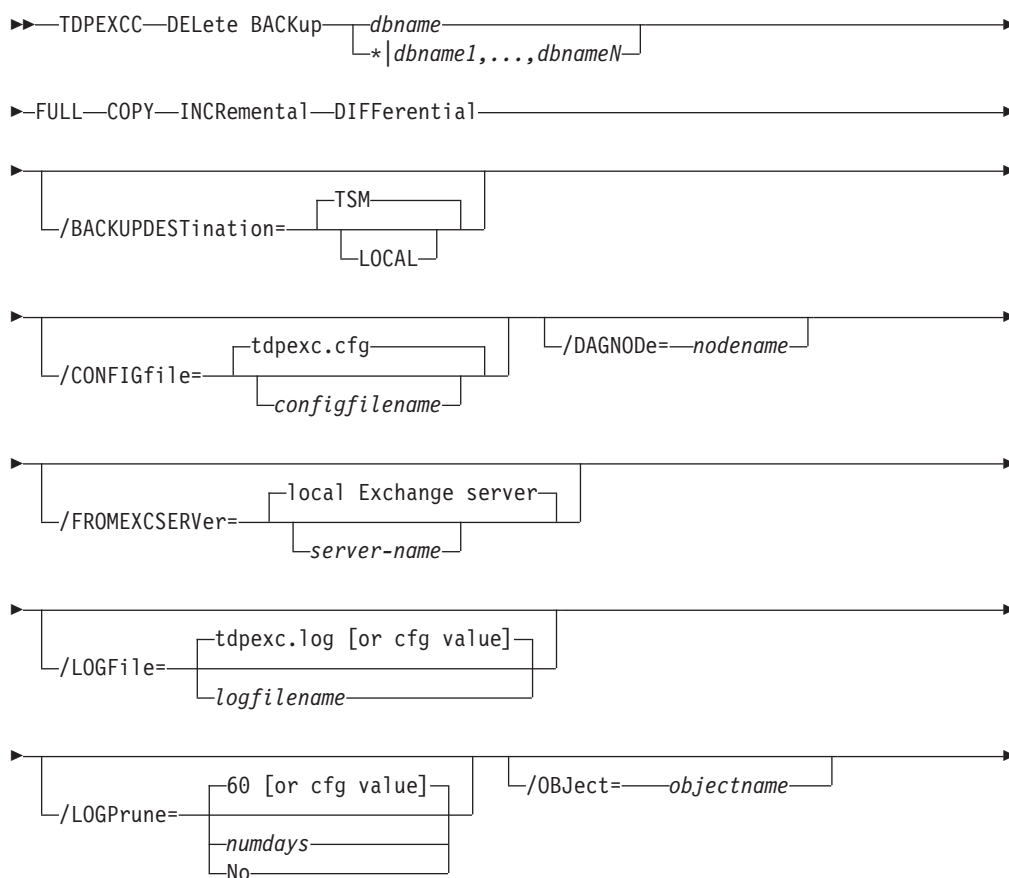 TDPEXCC DELete BACKup dbname
*|dbname1,...,dbnameN
FULL COPY INCRemental DIFFerential
TSM
/BACKUPDESTination=
LOCAL
tdpexc.cfg
/DAGNODe= nodename
/CONFIGfile=
configfilename
local Exchange server
/FROMEXCSERVer=
server-name
tdpexc.log [or cfg value]
/LOGFile=
logfilename
60 [or cfg value]
/OBJect= objectname
/LOGPrune=
numdays
No